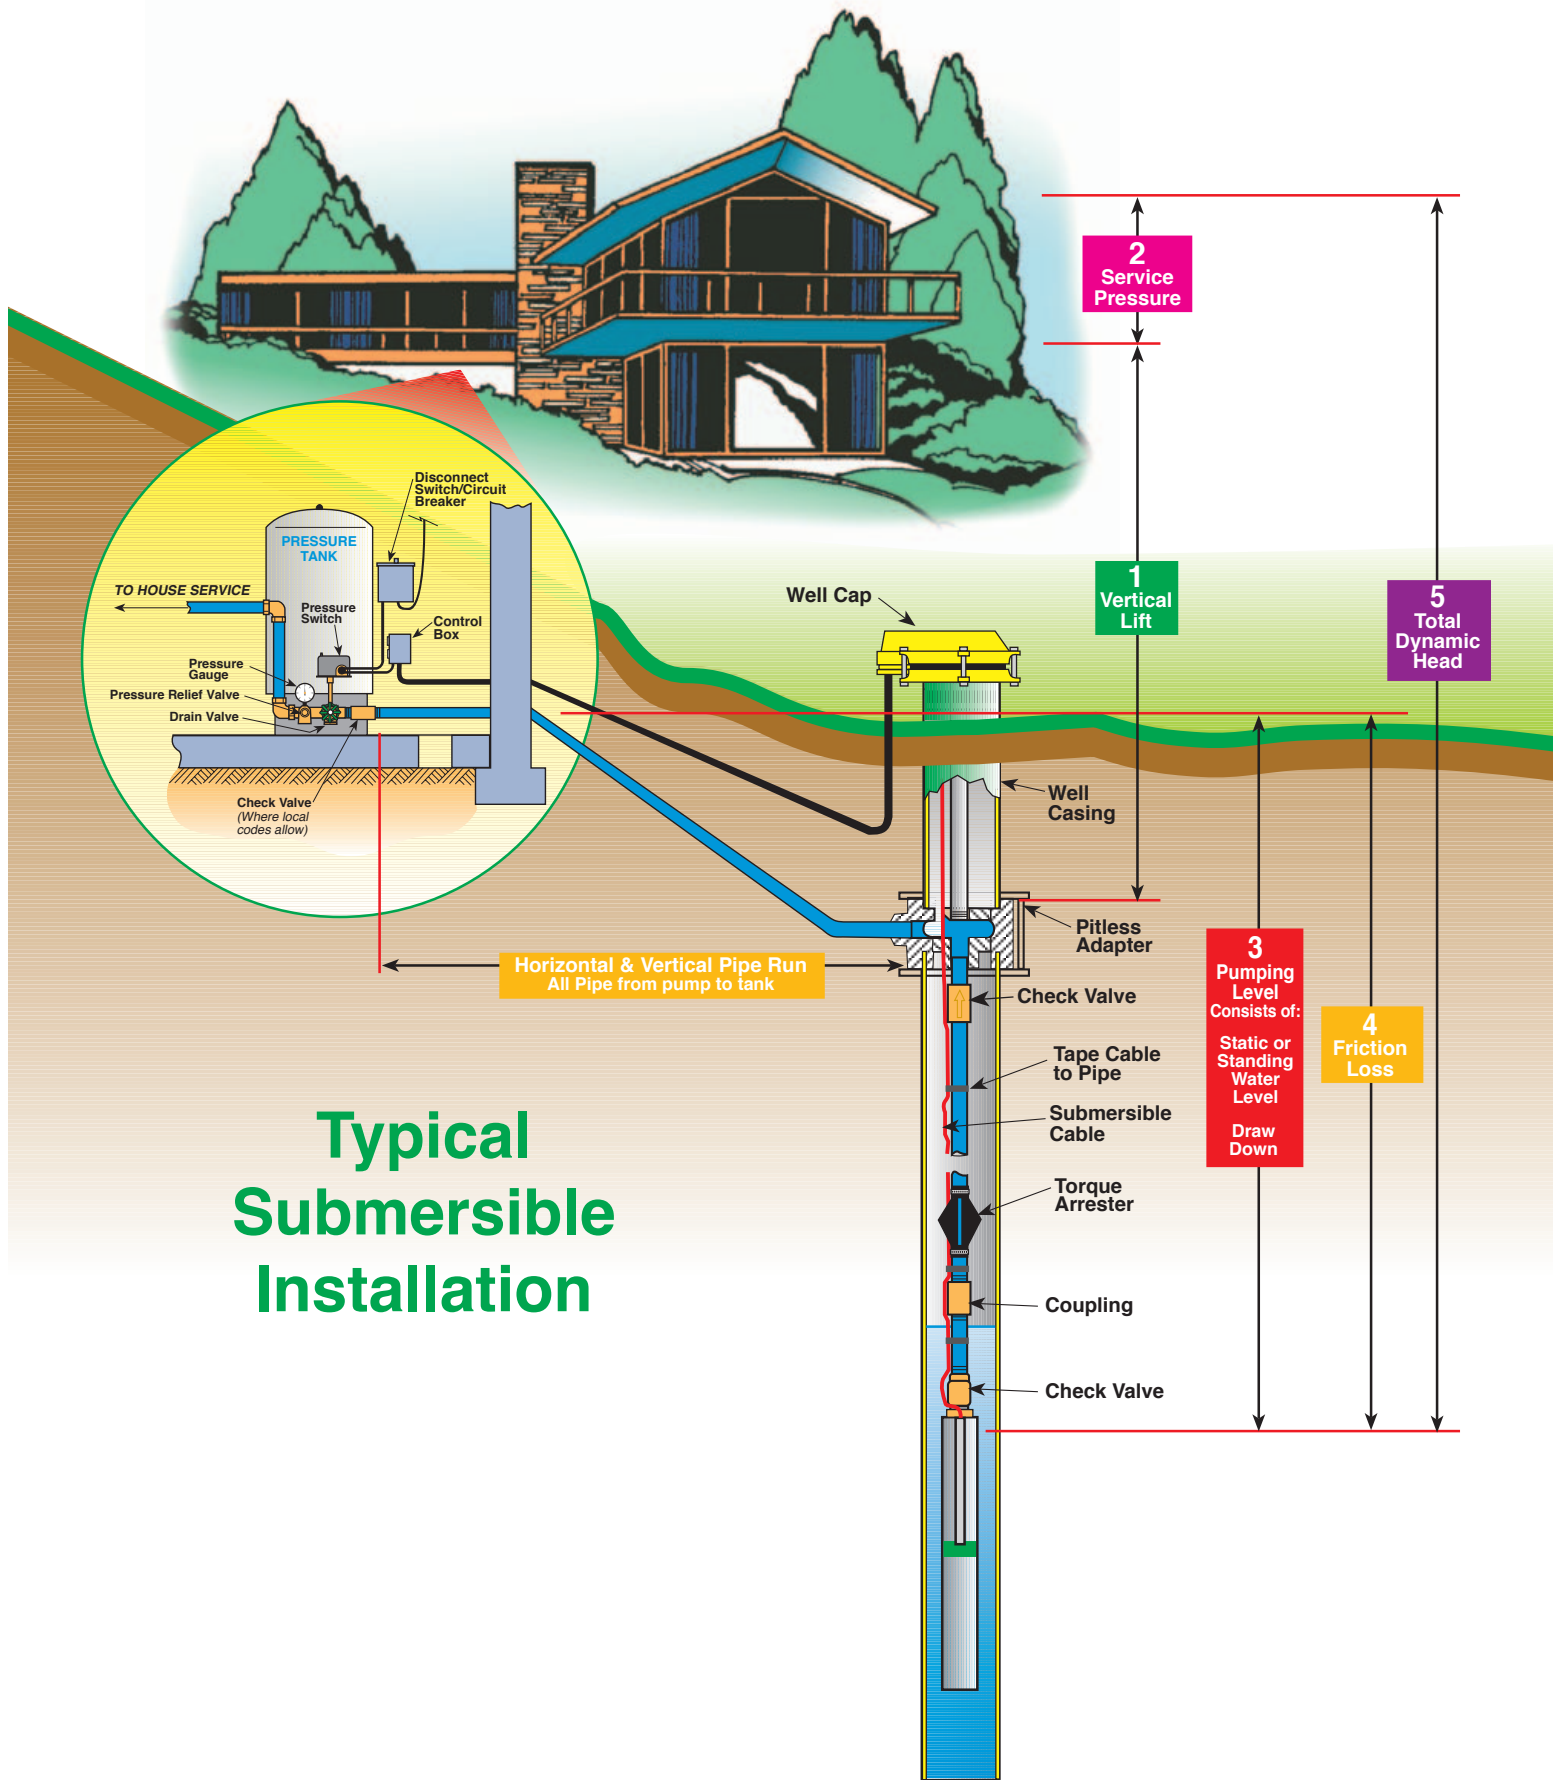 2
Service
Pressure
Disconnect
Switch/Circuit
Breaker
PRESSURE
TANK
TO HOUSE SERVICE
Pressure
Switch
Control
Box
Pressure
Gauge
Pressure Relief Valve
Drain Valve
Check Valve
(Where local
codes allow)
Well Cap
1
Vertical
Lift
5
Total
Dynamic
Head
Well
Casing
Pitless
Adapter
Horizontal & Vertical Pipe Run
All Pipe from pump to tank
Check Valve
3
Pumping
Level
Consists of:
Static or
Standing
Water
Level
Draw
Down
4
Friction
Loss
Tape Cable
to Pipe
Submersible
Cable
Typical
Submersible
Installation
Torque
Arrester
Coupling
Check Valve